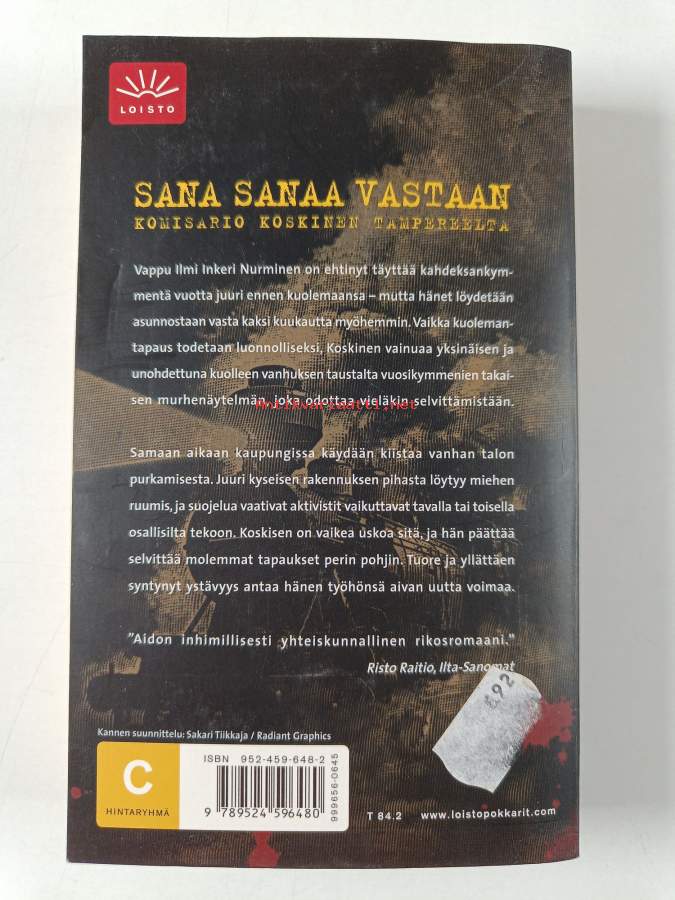 LOISTO
SANA SANAA VASTAAN
KOMISARIO KOSKINEN TAMPEREELTA
Vappu Ilmi Inkeri Nurminen on ehtinyt täyttää kahdeksankym-
mentä vuotta juuri ennen kuolemaansa – mutta hänet löydetään
asunnostaan vasta kaksi kuukautta myöhemmin. Vaikka kuoleman-
tapaus todetaan luonnolliseksi, Koskinen vainuaa yksinäisen ja
unohdettuna kuolleen vanhuksen taustalta vuosikymmenien takai-
sen murhenäytelmän, joka odottaa vieläkin selvittämistään.
Antikvariaatti.net
Samaan aikaan kaupungissa käydään kiistaa vanhan talon
purkamisesta. Juuri kyseisen rakennuksen pihasta löytyy miehen
ruumis, ja suojelua vaativat aktivistit vaikuttavat tavalla tai toisella
osallisilta tekoon. Koskisen on vaikea uskoa sitä, ja hän päättää
selvittää molemmat tapaukset perin pohjin. Tuore ja yllättäen
syntynyt ystävyys antaa hänen työhönsä aivan uutta voimaa.
"Aidon inhimillisesti yhteiskunnallinen rikosromaani."
Risto Raitio, Ilta-Sanomat
Kannen suunnittelu: Sakari Tiikkaja / Radiant Graphics
C
HINTARYHMÄ
ISBN 952-459-648-2
9 789524 596480
999656-0645
T 84.2 www.loistopokkarit.com